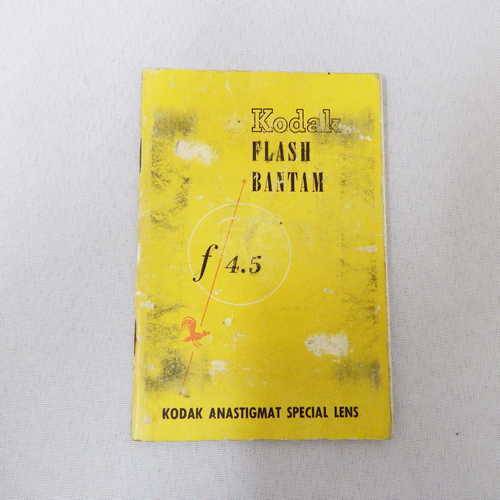 Kodak
FLASH
BANTAM
f/4.5
KODAK ANASTIGMAT SPECIAL LENS